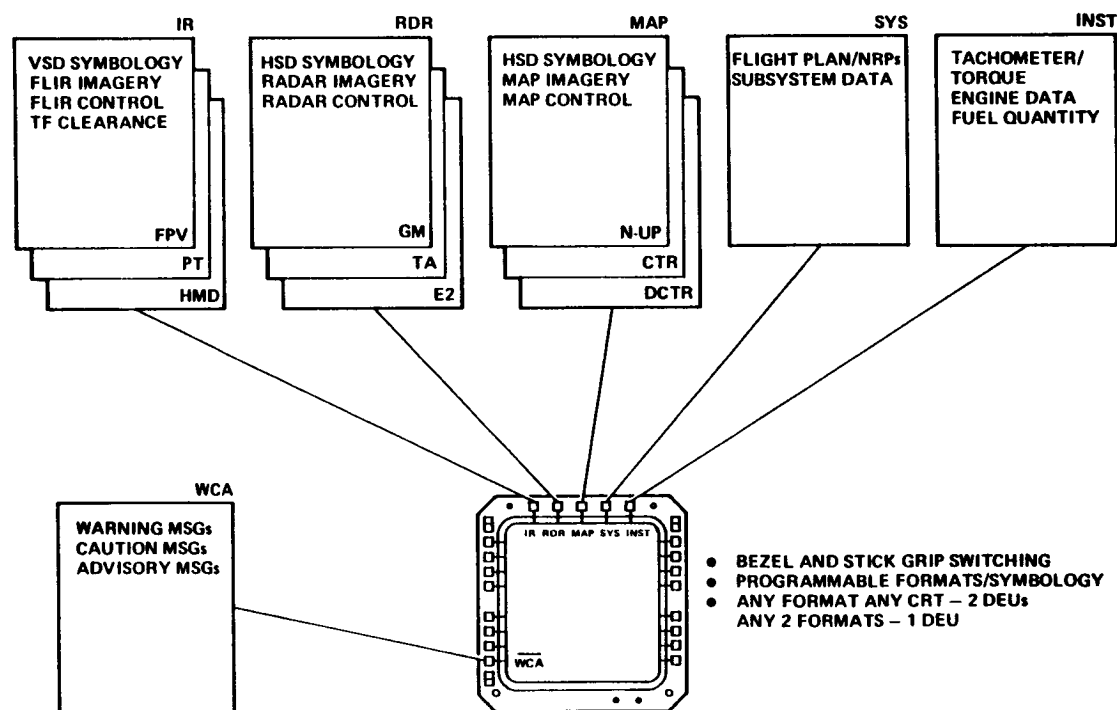 IR
VSD SYMBOLOGY
FLIR IMAGERY
FLIR CONTROL
TF CLEARANCE
FPV
PT
HMD
RDR
HSD SYMBOLOGY
RADAR IMAGERY
RADAR CONTROL
GM
TA
E2
MAP
HSD SYMBOLOGY
MAP IMAGERY
MAP CONTROL
N-UP
CTR
DCTR
SYS
FLIGHT PLAN/NRPs
SUBSYSTEM DATA
INST
TACHOMETER/
TORQUE
ENGINE DATA
FUEL QUANTITY
WCA
WARNING MSGs
CAUTION MSGs
ADVISORY MSGs
IR RDR MAP SYS INST
WCA
• BEZEL AND STICK GRIP SWITCHING
• PROGRAMMABLE FORMATS/SYMBOLOGY
• ANY FORMAT ANY CRT – 2 DEUs
ANY 2 FORMATS – 1 DEU